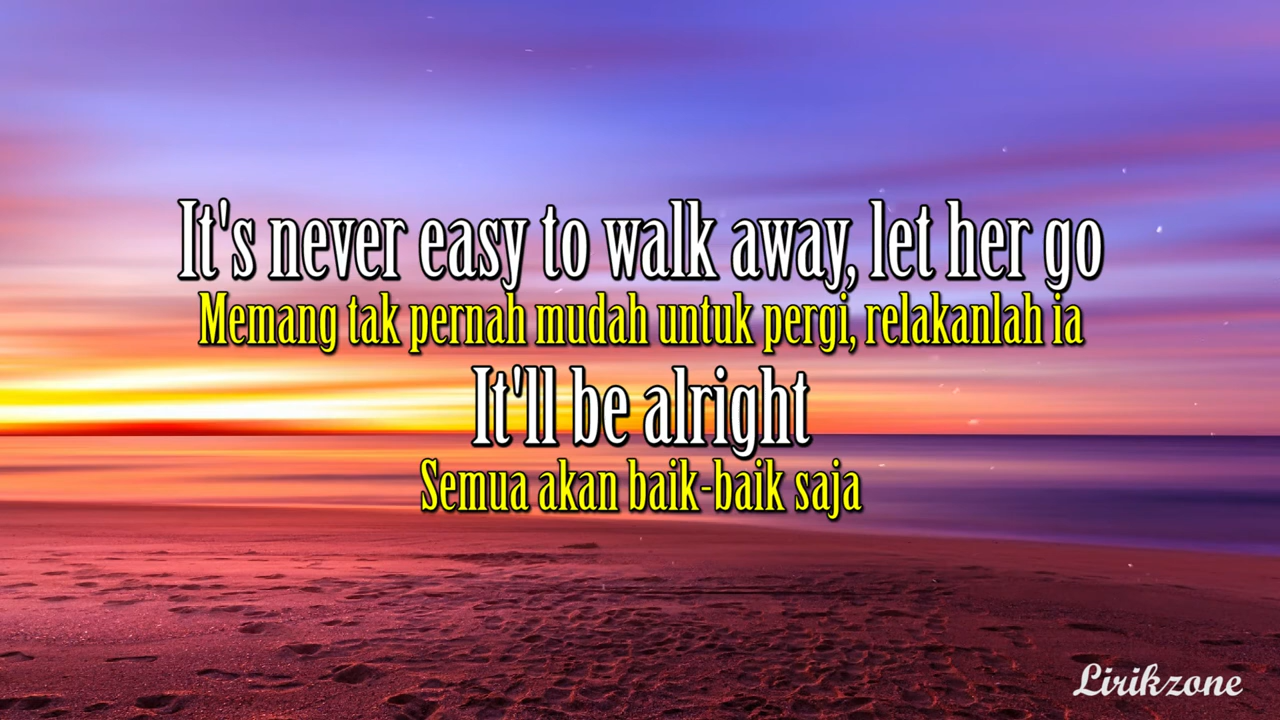 It's never easy to walk away, let her go
Memang tak pernah mudah untuk pergi, relakanlah ia
It'll be alright
Semua akan baik-baik saja
Lirikzone